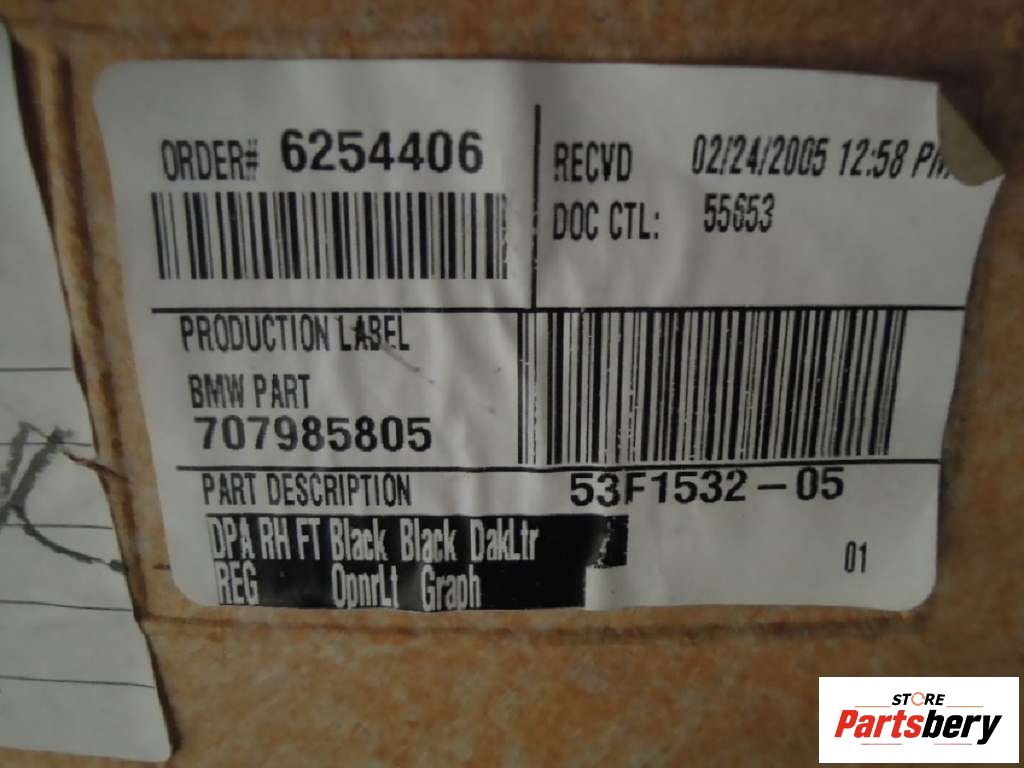 ORDER# 6254406
RECVD 02/24/2005 12:58 PM
DOC CTL: 55653
PRODUCTION LABEL
BMW PART
707985805
PART DESCRIPTION
53F1532-05
DPA RH FT Black Black DakLtr
REG OpnrLt Graph
01
STORE
Partsbery